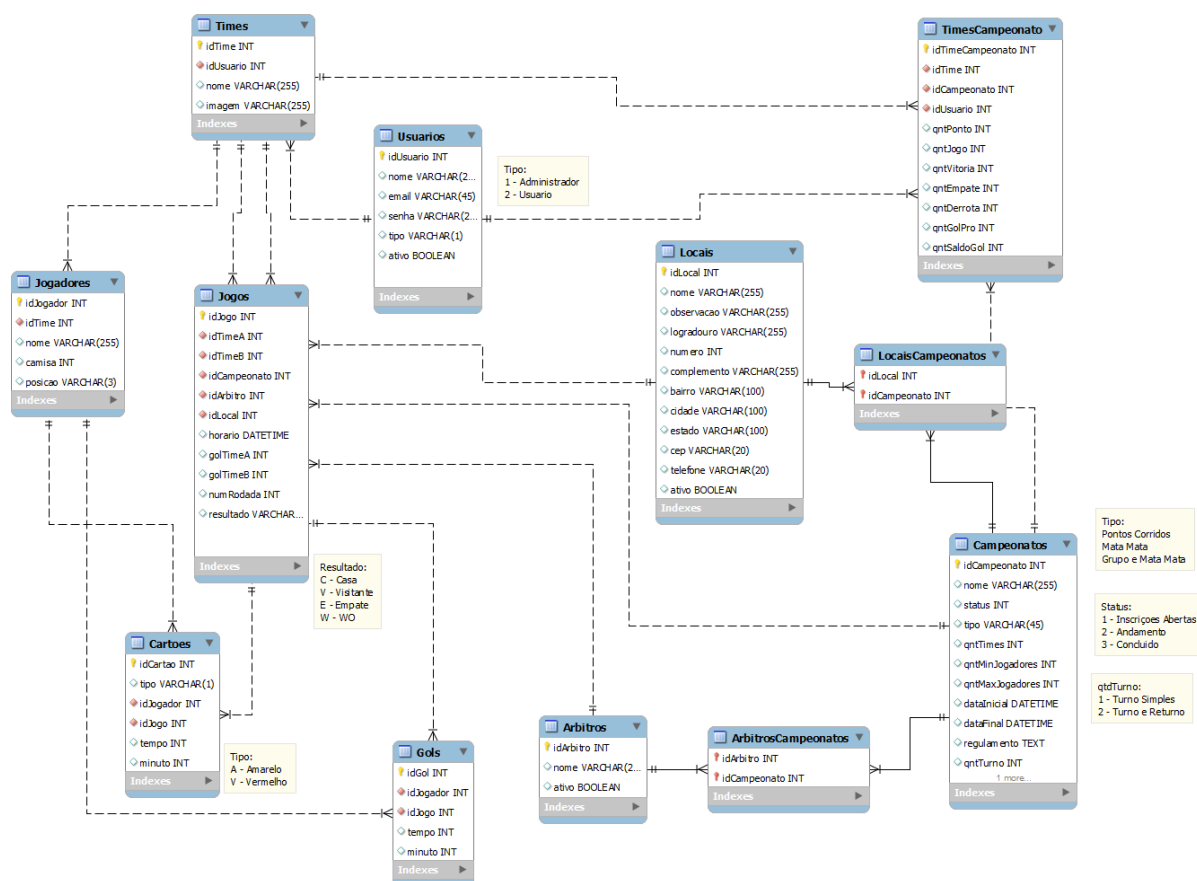 Times
idTime INT
idUsuario INT
nome VARCHAR(255)
imagem VARCHAR(255)
Indexes
TimesCampeonato
idTimeCampeonato INT
idTime INT
idCampeonato INT
idUsuario INT
qntPonto INT
qntJogo INT
qntVitoria INT
qntEmpate INT
qntDerrota INT
qntGolPro INT
qntSaldoGol INT
Indexes
Usuarios
idUsuario INT
nome VARCHAR(2...
email VARCHAR(45)
senha VARCHAR(2...
tipo VARCHAR(1)
ativo BOOLEAN
Indexes
Tipo:
1 - Administrador
2 - Usuario
Locais
idLocal INT
nome VARCHAR(255)
observacao VARCHAR(255)
logradouro VARCHAR(255)
numero INT
complemento VARCHAR(255)
bairro VARCHAR(100)
cidade VARCHAR(100)
estado VARCHAR(100)
cep VARCHAR(20)
telefone VARCHAR(20)
ativo BOOLEAN
Indexes
Jogadores
idJogador INT
idTime INT
nome VARCHAR(255)
camisa INT
posicao VARCHAR(3)
Indexes
Jogos
idJogo INT
idTimeA INT
idTimeB INT
idCampeonato INT
idArbitro INT
idLocal INT
horario DATETIME
golTimeA INT
golTimeB INT
numRodada INT
resultado VARCHAR...
Indexes
LocaisCampeonatos
idLocal INT
idCampeonato INT
Indexes
Resultado:
C - Casa
V - Visitante
E - Empate
W - WO
Campeonatos
idCampeonato INT
nome VARCHAR(255)
status INT
tipo VARCHAR(45)
qntTimes INT
qntMinJogadores INT
qntMaxJogadores INT
dataInicial DATETIME
dataFinal DATETIME
regulamento TEXT
qntTurno INT
1 more...
Indexes
Tipo:
Pontos Corridos
Mata Mata
Grupo e Mata Mata
Status:
1 - Inscriçoes Abertas
2 - Andamento
3 - Concluido
qtdTurno:
1 - Turno Simples
2 - Turno e Returno
Cartoes
idCartao INT
tipo VARCHAR(1)
idJogador INT
idJogo INT
tempo INT
minuto INT
Indexes
Tipo:
A - Amarelo
V - Vermelho
Gols
idGol INT
idJogador INT
idJogo INT
tempo INT
minuto INT
Indexes
Arbitros
idArbitro INT
nome VARCHAR(2...
ativo BOOLEAN
Indexes
ArbitrosCampeonatos
idArbitro INT
idCampeonato INT
Indexes